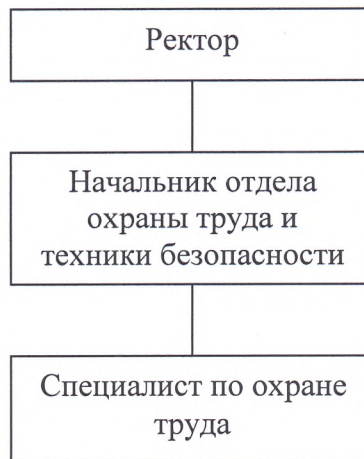 Ректор
Начальник отдела
охраны труда и
техники безопасности
Специалист по охране
труда